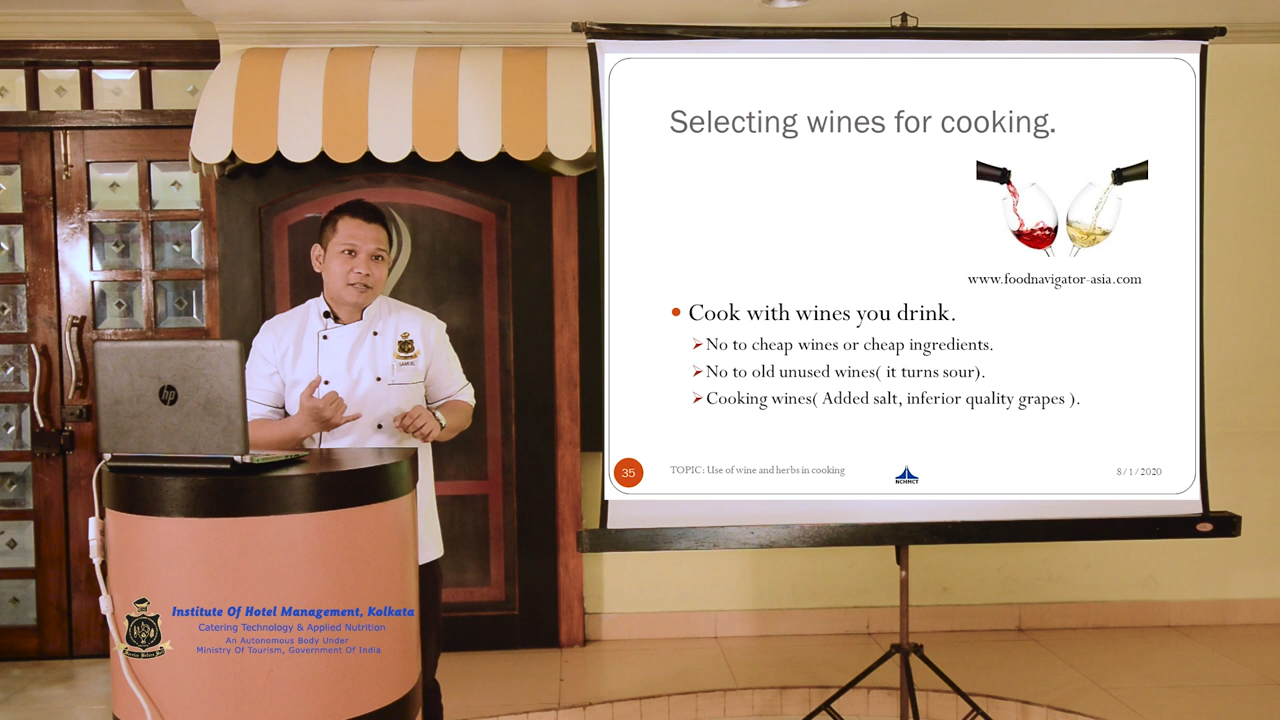 Selecting wines for cooking.
www.foodnavigator-asia.com
Cook with wines you drink.
No to cheap wines or cheap ingredients.
No to old unused wines( it turns sour).
Cooking wines( Added salt, inferior quality grapes ).
35
TOPIC: Use of wine and herbs in cooking
NCHMCT
8/1/2020
SAMUEL
hp
Institute Of Hotel Management, Kolkata
Catering Technology & Applied Nutrition
An Autonomous Body Under
Ministry Of Tourism, Government Of India